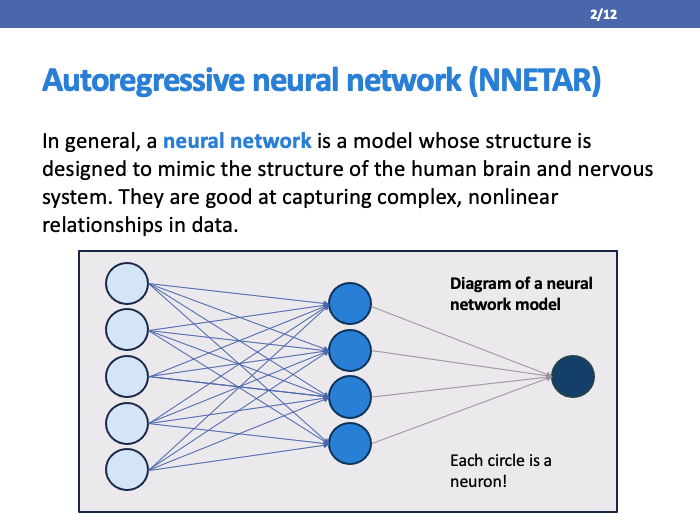 2/12
Autoregressive neural network (NNETAR)
In general, a neural network is a model whose structure is
designed to mimic the structure of the human brain and nervous
system. They are good at capturing complex, nonlinear
relationships in data.
Diagram of a neural
network model
Each circle is a
neuron!